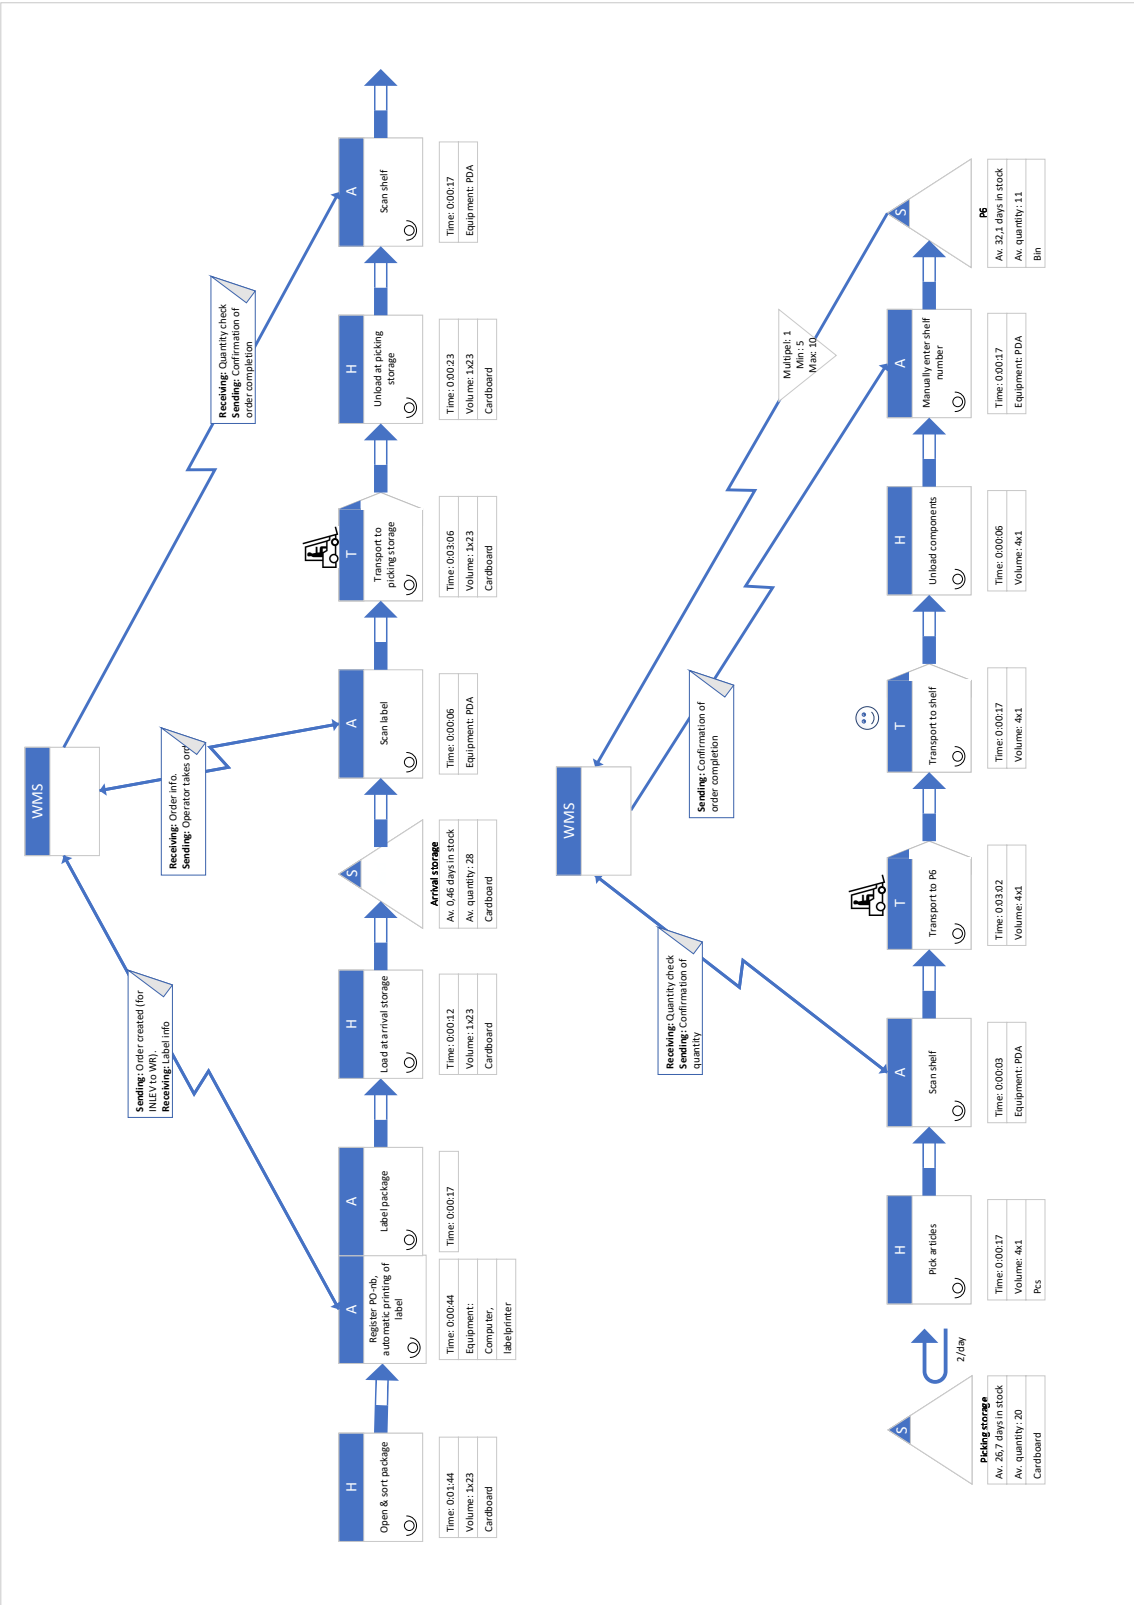 WMS
Sending: Order created (for
INLEV to WR).
Receiving: Label info
Receiving: Order info.
Sending: Operator takes ord
Receiving: Quantity check
Sending: Confirmation of
order completion
H
Open & sort package
Time: 0:01:44
Volume: 1x23
Cardboard
A
Register PO-nb,
automatic printing of
label
Time: 0:00:44
Equipment:
Computer,
labelprinter
A
Label package
Time: 0:00:17
H
Load at arrival storage
Time: 0:00:12
Volume: 1x23
Cardboard
S
Arrival storage
Av. 0,46 days in stock
Av. quantity: 28
Cardboard
A
Scan label
Time: 0:00:06
Equipment: PDA
T
Transport to
picking storage
Time: 0:03:06
Volume: 1x23
Cardboard
H
Unload at picking
storage
Time: 0:00:23
Volume: 1x23
Cardboard
A
Scan shelf
Time: 0:00:17
Equipment: PDA
WMS
Receiving: Quantity check
Sending: Confirmation of
quantity
Sending: Confirmation of
order completion
Multipel: 1
Min: 5
Max: 10
S
Picking storage
Av. 26,7 days in stock
Av. quantity: 20
Cardboard
2/day
H
Pick articles
Time: 0:00:17
Volume: 4x1
Pcs
A
Scan shelf
Time: 0:00:03
Equipment: PDA
T
Transport to P6
Time: 0:03:02
Volume: 4x1
T
Transport to shelf
Time: 0:00:17
Volume: 4x1
H
Unload components
Time: 0:00:06
Volume: 4x1
A
Manually enter shelf
number
Time: 0:00:17
Equipment: PDA
S
P6
Av. 32,1 days in stock
Av. quantity: 11
Bin